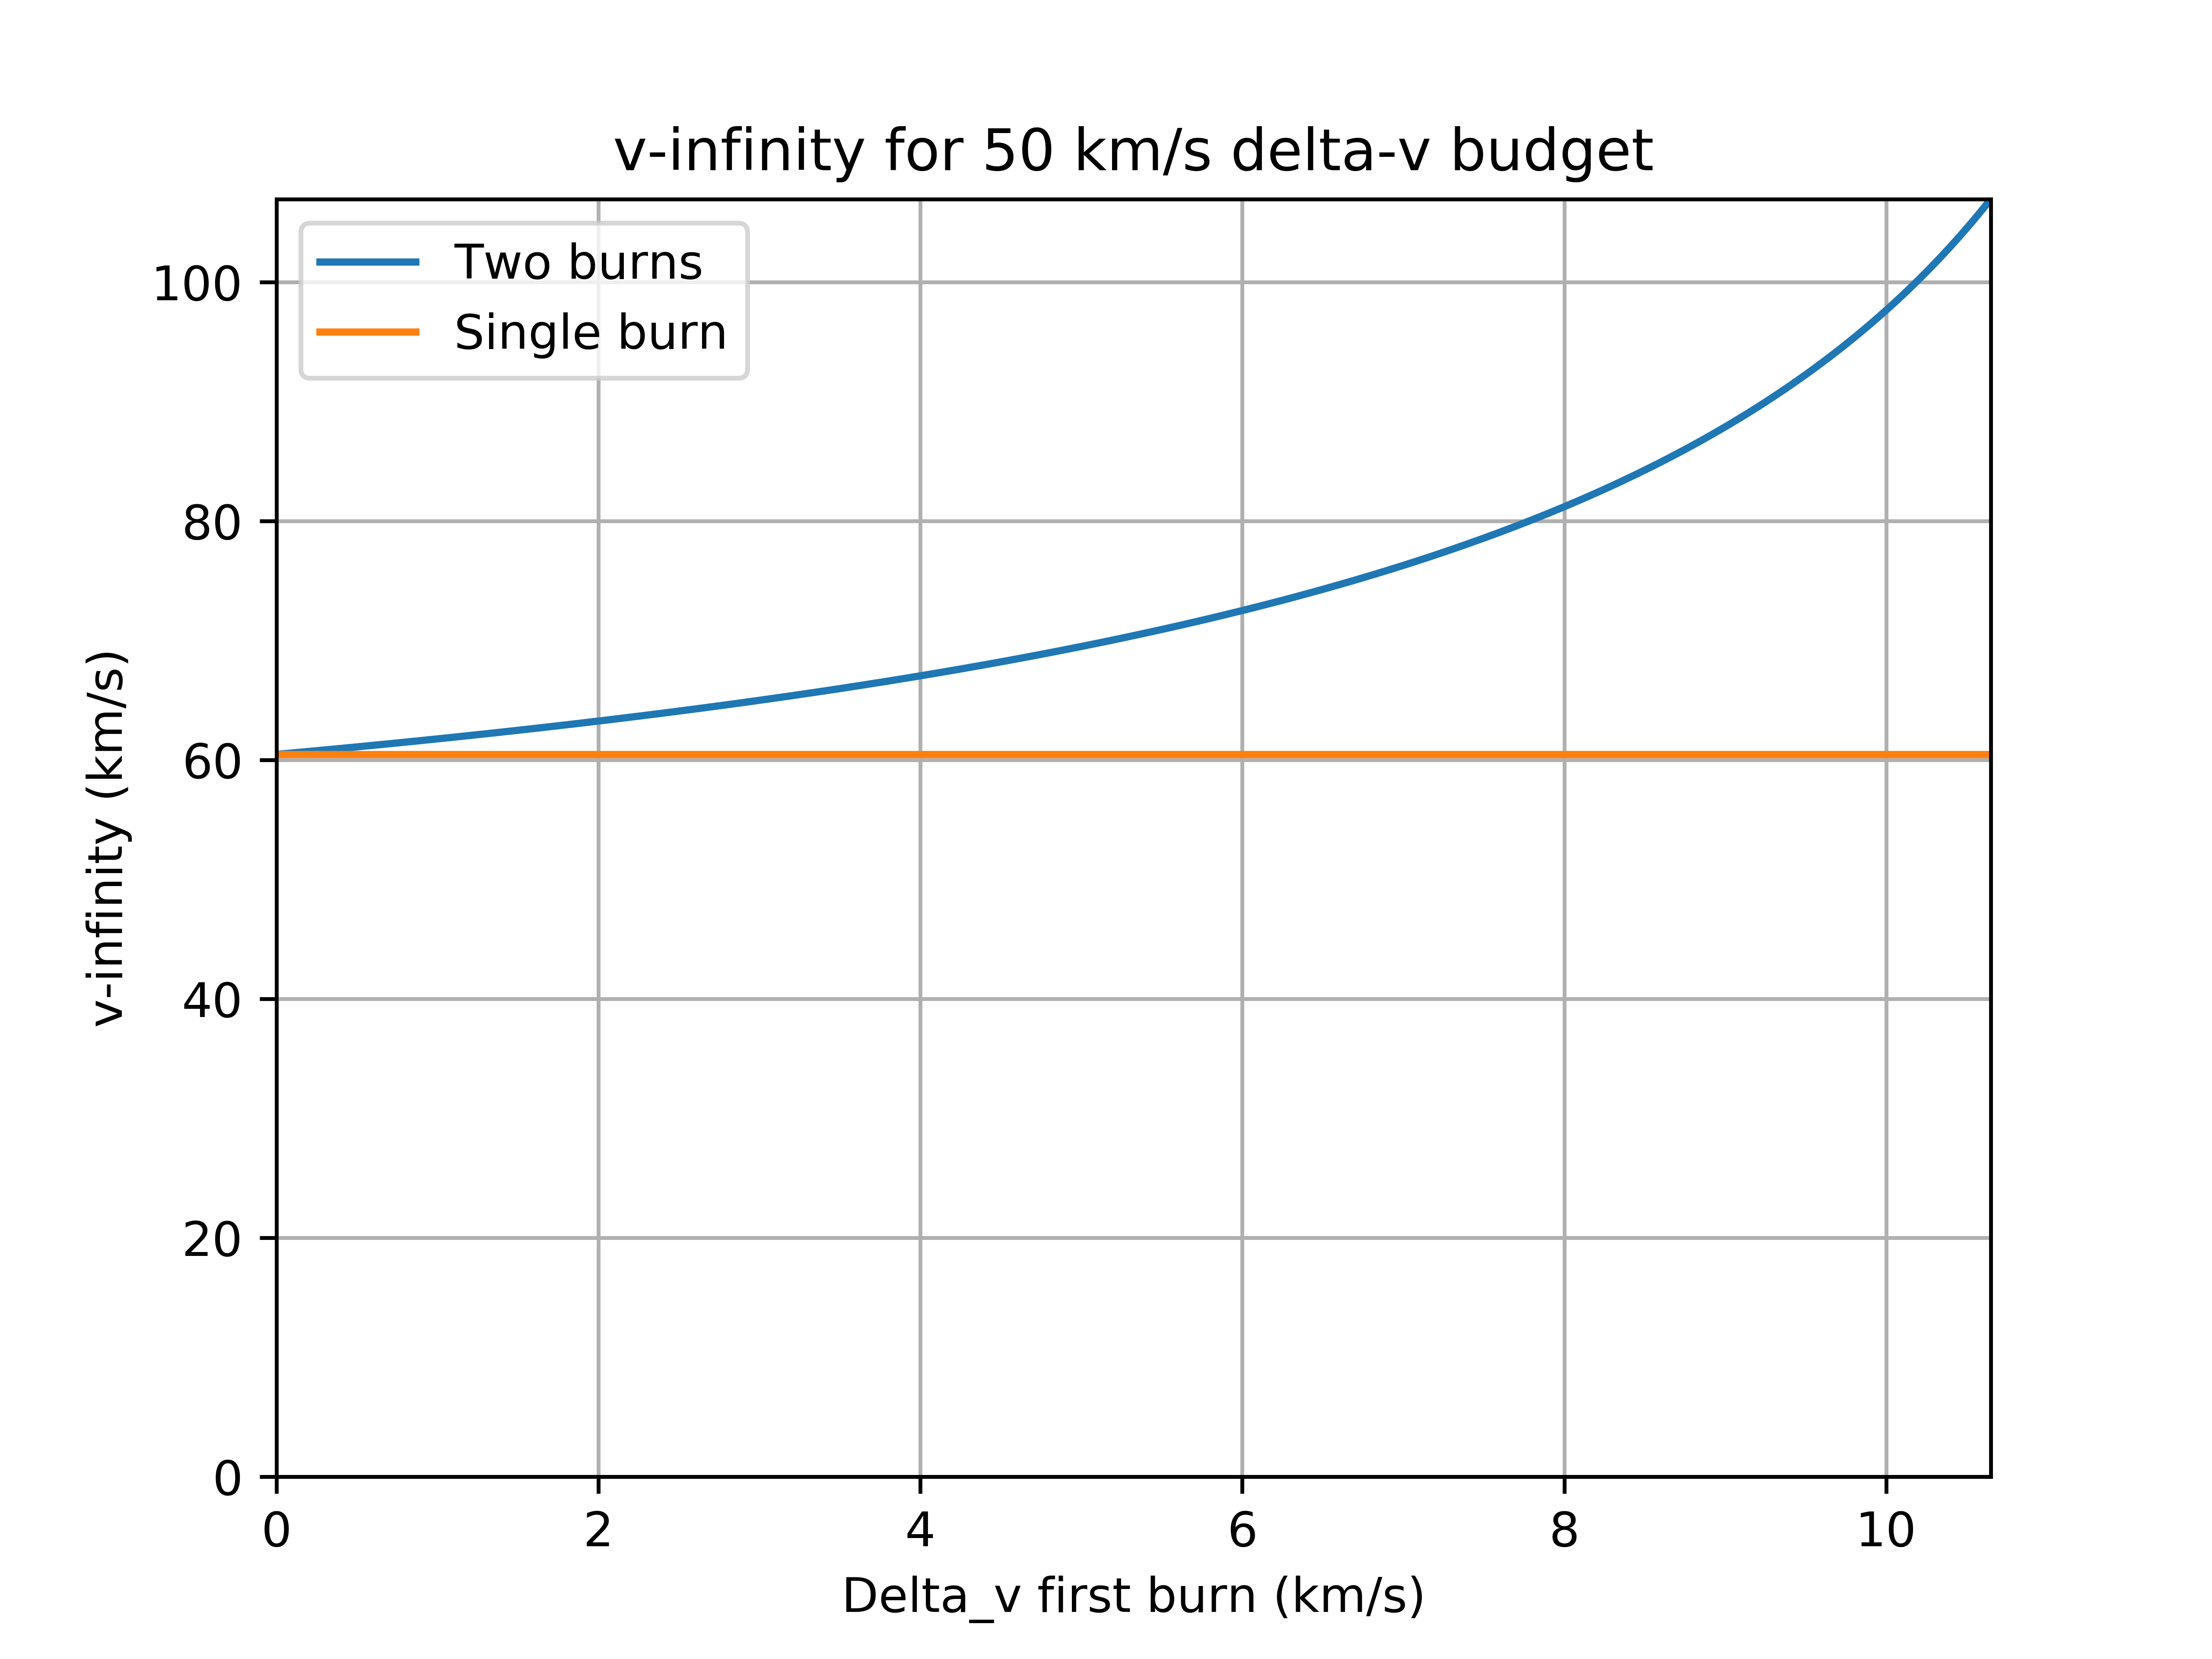 v-infinity for 50 km/s delta-v budget
Two burns
Single burn
100
80
60
40
20
0
v-infinity (km/s)
0 2 4 6 8 10
Delta_v first burn (km/s)